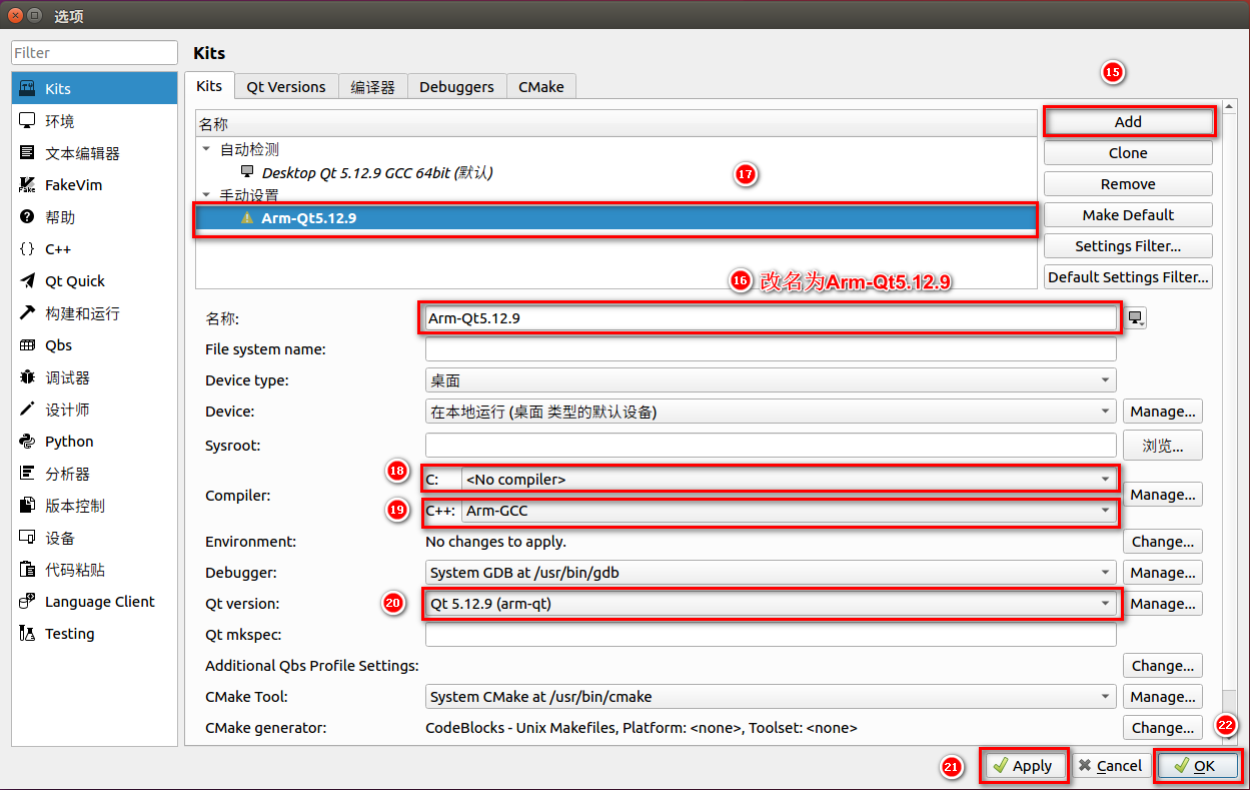 选项
Filter
Kits
环境
文本编辑器
FakeVim
帮助
C++
Qt Quick
构建和运行
Qbs
调试器
设计师
Python
分析器
版本控制
设备
代码粘贴
Language Client
Testing
Kits
Kits Qt Versions 编译器 Debuggers CMake
15
名称
Add
自动检测
Clone
Desktop Qt 5.12.9 GCC 64bit (默认)
17
Remove
手动设置
Arm-Qt5.12.9
Make Default
Settings Filter...
Default Settings Filter...
16 改名为Arm-Qt5.12.9
名称: Arm-Qt5.12.9
File system name:
Device type: 桌面
Device: 在本地运行 (桌面 类型的默认设备) Manage...
Sysroot: 浏览...
18 C: <No compiler>
Compiler: Manage...
19 C++: Arm-GCC
Environment: No changes to apply. Change...
Debugger: System GDB at /usr/bin/gdb Manage...
Qt version: 20 Qt 5.12.9 (arm-qt) Manage...
Qt mkspec:
Additional Qbs Profile Settings: Change...
CMake Tool: System CMake at /usr/bin/cmake Manage...
CMake generator: CodeBlocks - Unix Makefiles, Platform: <none>, Toolset: <none> Change...
22
21 Apply Cancel OK